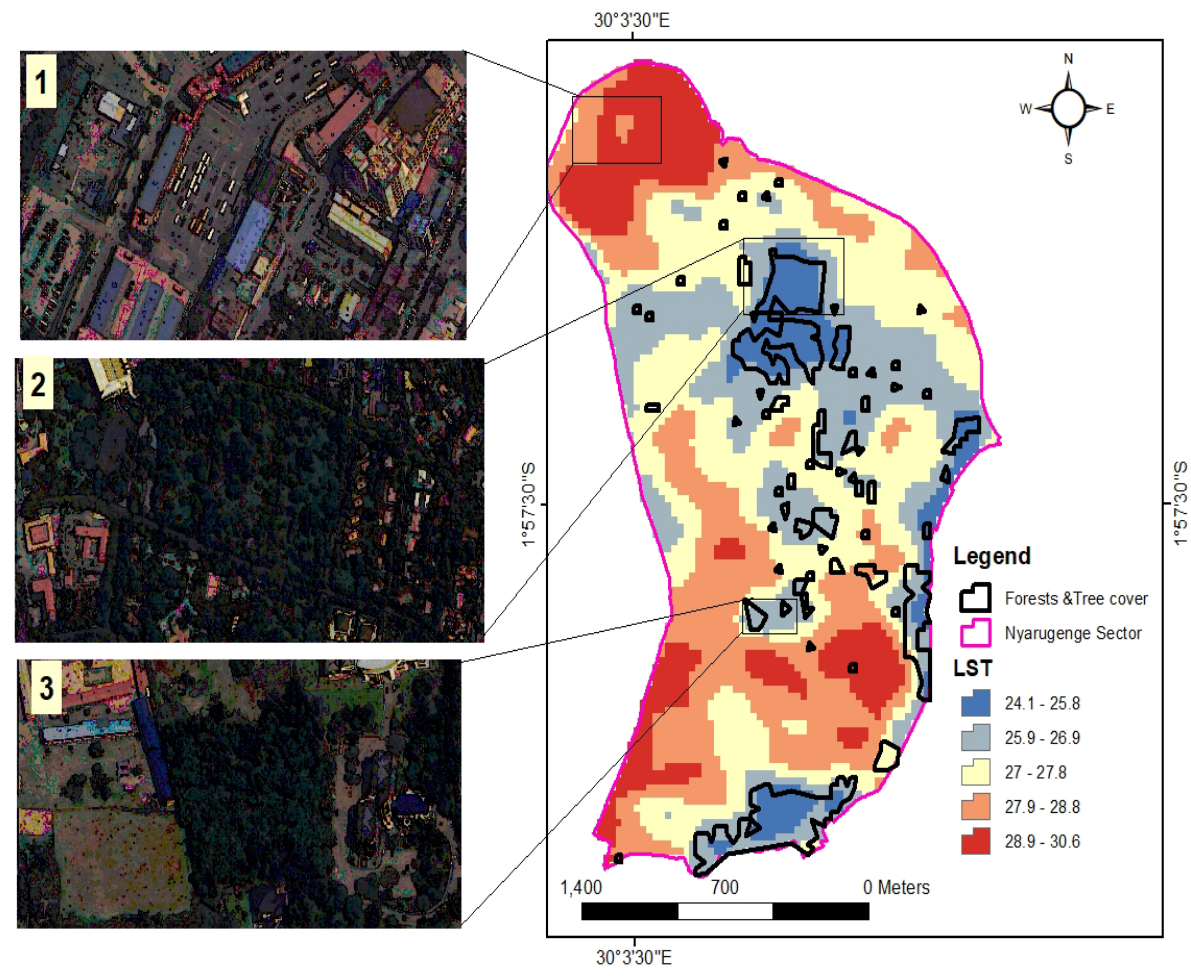 30°3'30"E
1
2
3
N
W
E
S
1°57'30"S
1°57'30"S
Legend
Forests &Tree cover
Nyarugenge Sector
LST
24.1 - 25.8
25.9 - 26.9
27 - 27.8
27.9 - 28.8
28.9 - 30.6
1,400 700 0 Meters
30°3'30"E